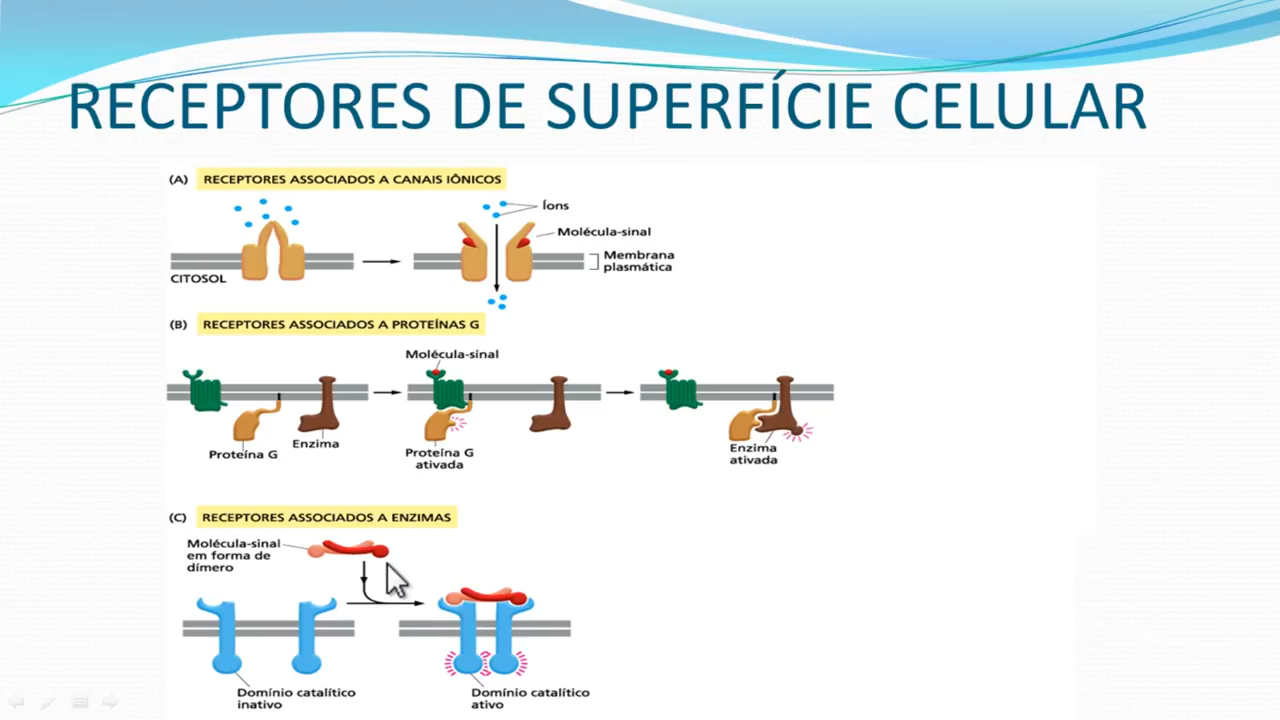 RECEPTORES DE SUPERFÍCIE CELULAR
(A) RECEPTORES ASSOCIADOS A CANAIS IÔNICOS
Íons
Molécula-sinal
Membrana
plasmática
CITOSOL
(B) RECEPTORES ASSOCIADOS A PROTEÍNAS G
Molécula-sinal
Enzima
Proteína G
Proteína G
ativada
Enzima
ativada
(C) RECEPTORES ASSOCIADOS A ENZIMAS
Molécula-sinal
em forma de
dímero
Domínio catalítico
inativo
Domínio catalítico
ativo